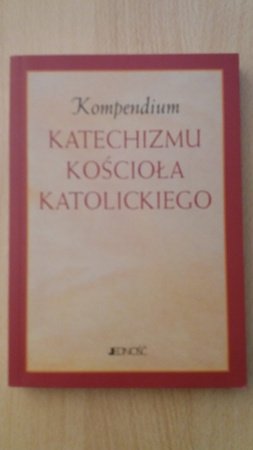 Kompendium
KATECHIZMU
KOŚCIOŁA
KATOLICKIEGO
JEDNOŚĆ